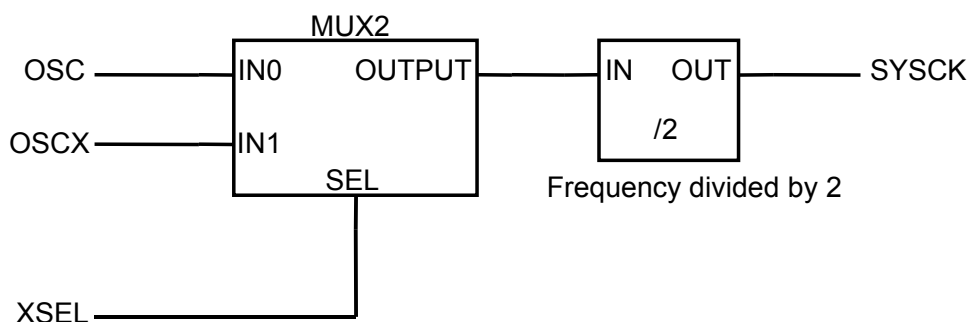 MUX2
OSC
IN0
OUTPUT
IN
OUT
SYSCK
OSCX
IN1
/2
SEL
Frequency divided by 2
XSEL